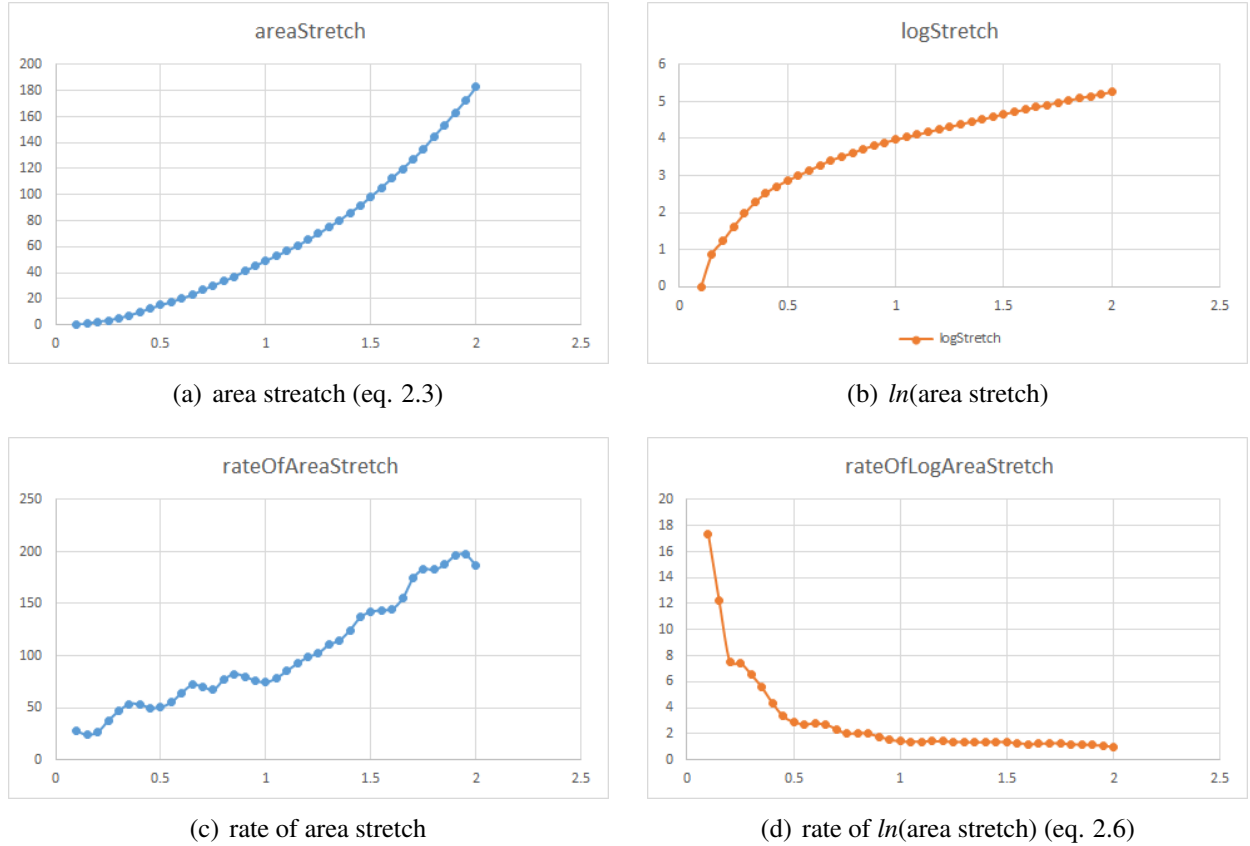 areaStretch
200
180
160
140
120
100
80
60
40
20
0
0 0.5 1 1.5 2 2.5
(a) area streatch (eq. 2.3)
logStretch
6
5
4
3
2
1
0
0 0.5 1 1.5 2 2.5
logStretch
(b) ln(area stretch)
rateOfAreaStretch
250
200
150
100
50
0
0 0.5 1 1.5 2 2.5
(c) rate of area stretch
rateOfLogAreaStretch
20
18
16
14
12
10
8
6
4
2
0
0 0.5 1 1.5 2 2.5
(d) rate of ln(area stretch) (eq. 2.6)